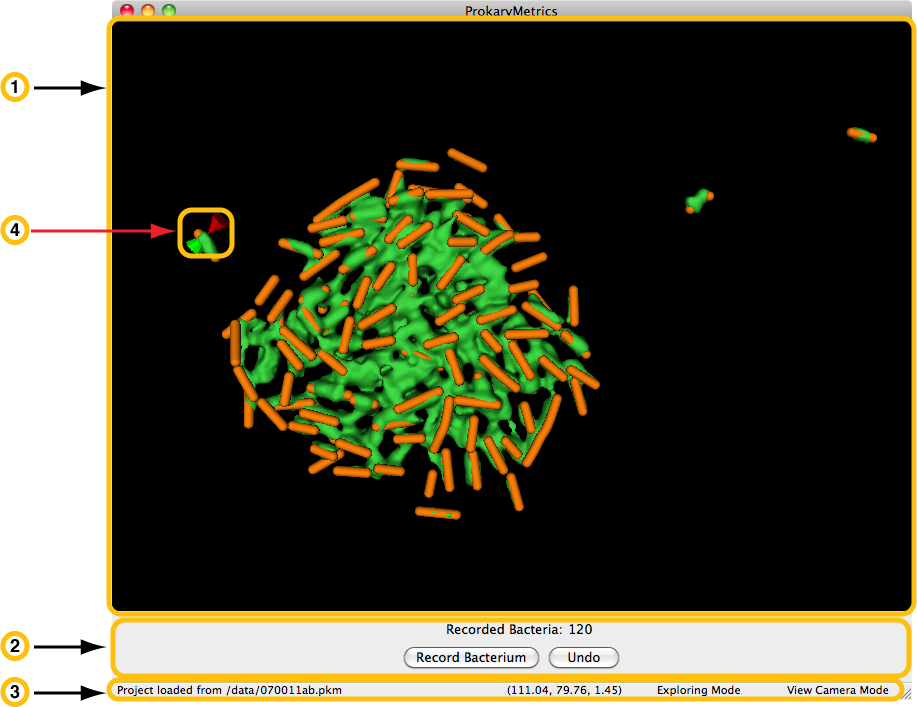 ProkaryMetrics
1
4
Recorded Bacteria: 120
2
Record Bacterium Undo
3
Project loaded from /data/070011ab.pkm (111.04, 79.76, 1.45) Exploring Mode View Camera Mode